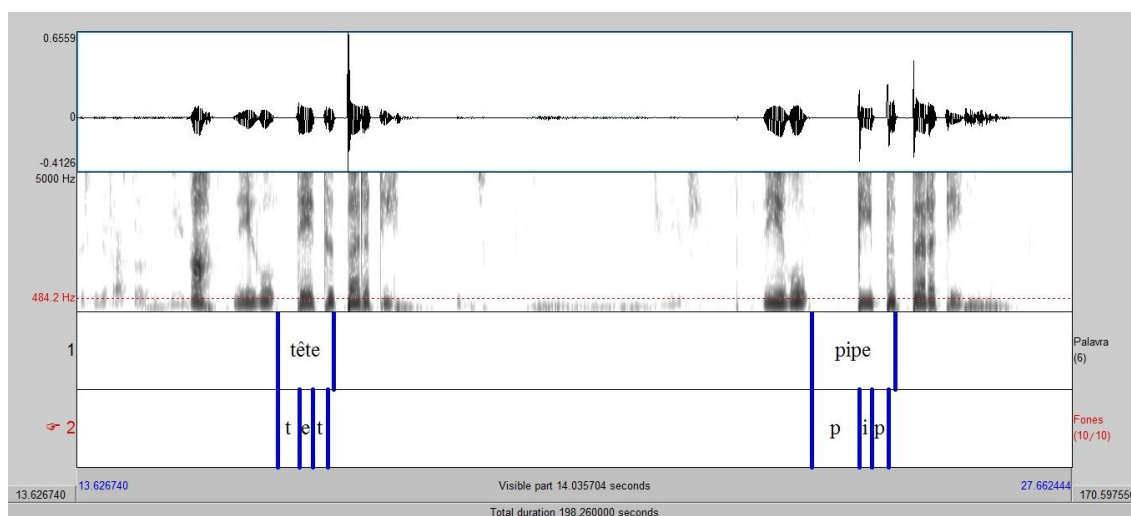 0.6559
0
-0.4126
5000 Hz
484.2 Hz
1
tête
pipe
Palavra
(6)
☞ 2
t e t
p i p
Fones
(10/10)
13.626740
Visible part 14.035704 seconds
27.662444
13.626740
170.597556
Total duration 198.260000 seconds